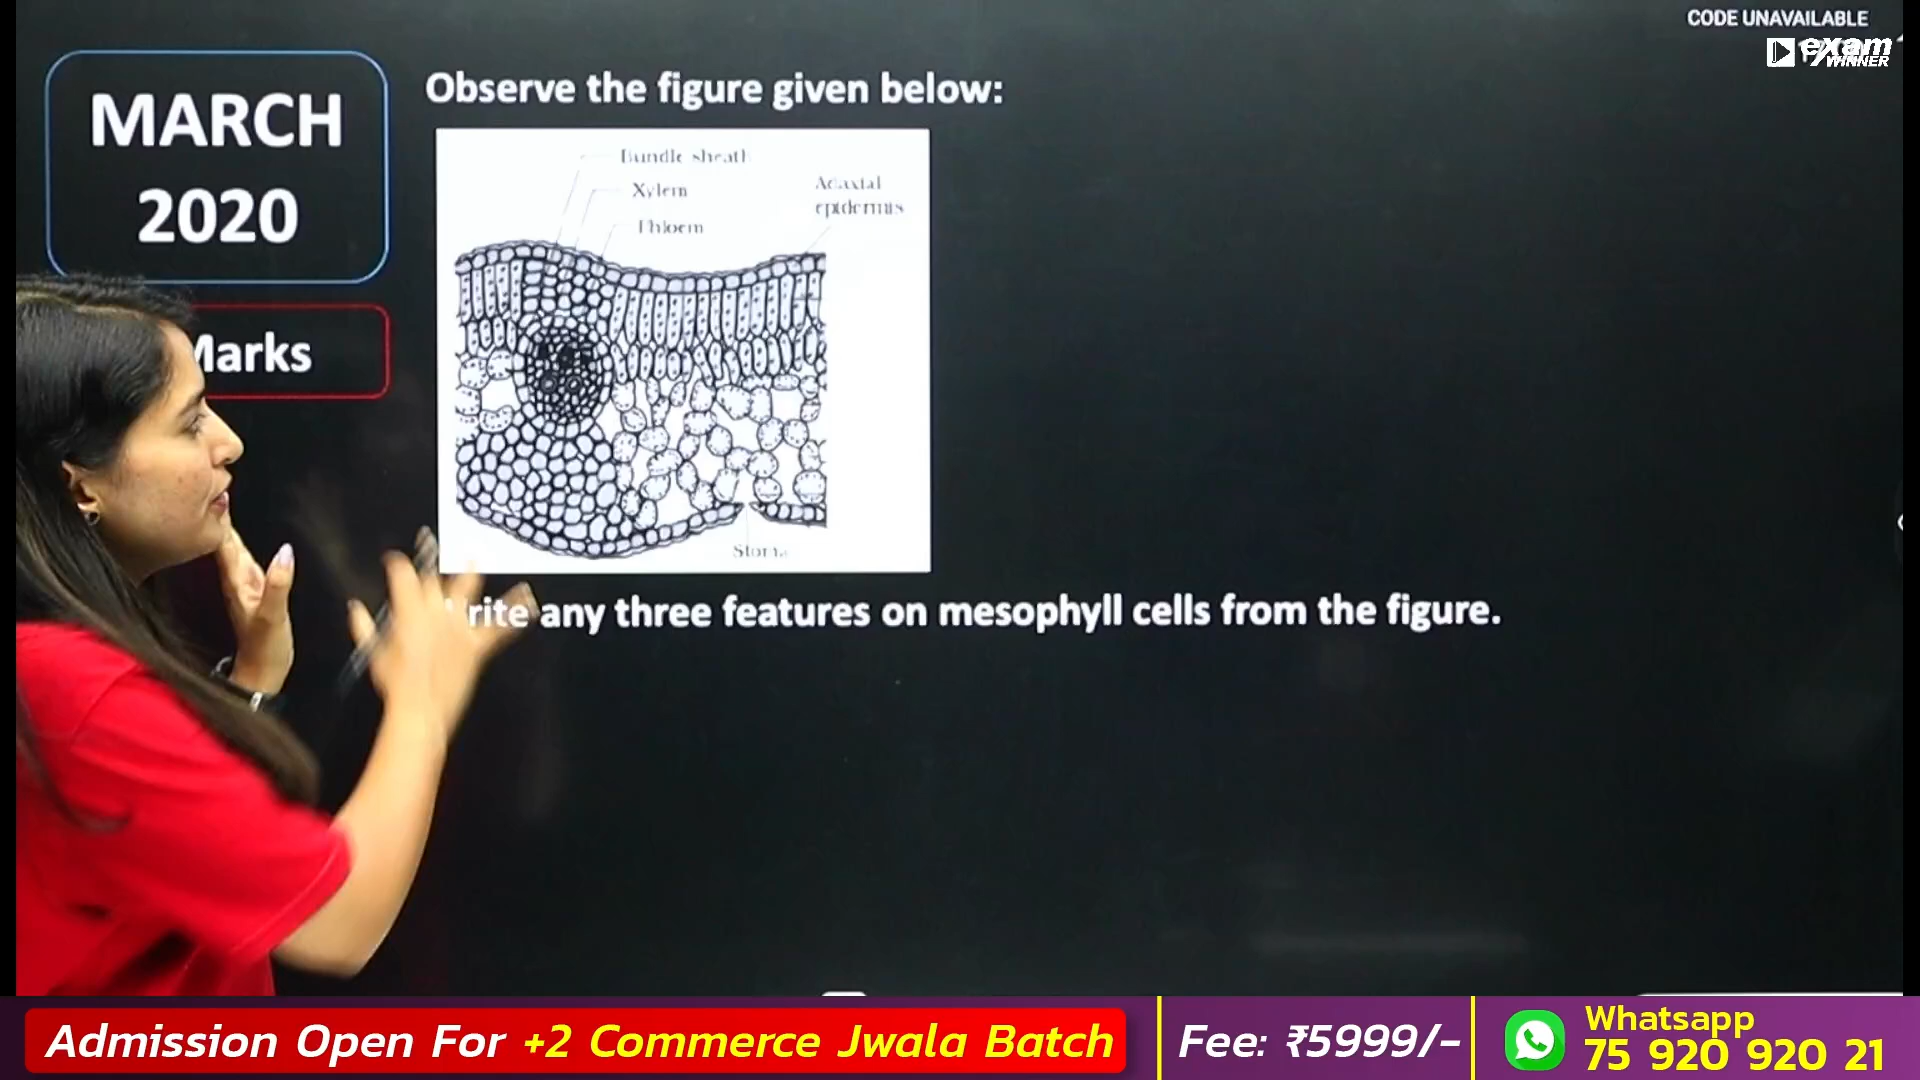 CODE UNAVAILABLE
exam
WINNER
MARCH
2020
Marks
Observe the figure given below:
Bundle sheath
Xylem
Phloem
Adaxial
epidermis
Stoma
rite any three features on mesophyll cells from the figure.
Admission Open For +2 Commerce Jwala Batch
Fee: ₹5999/-
Whatsapp
75 920 920 21